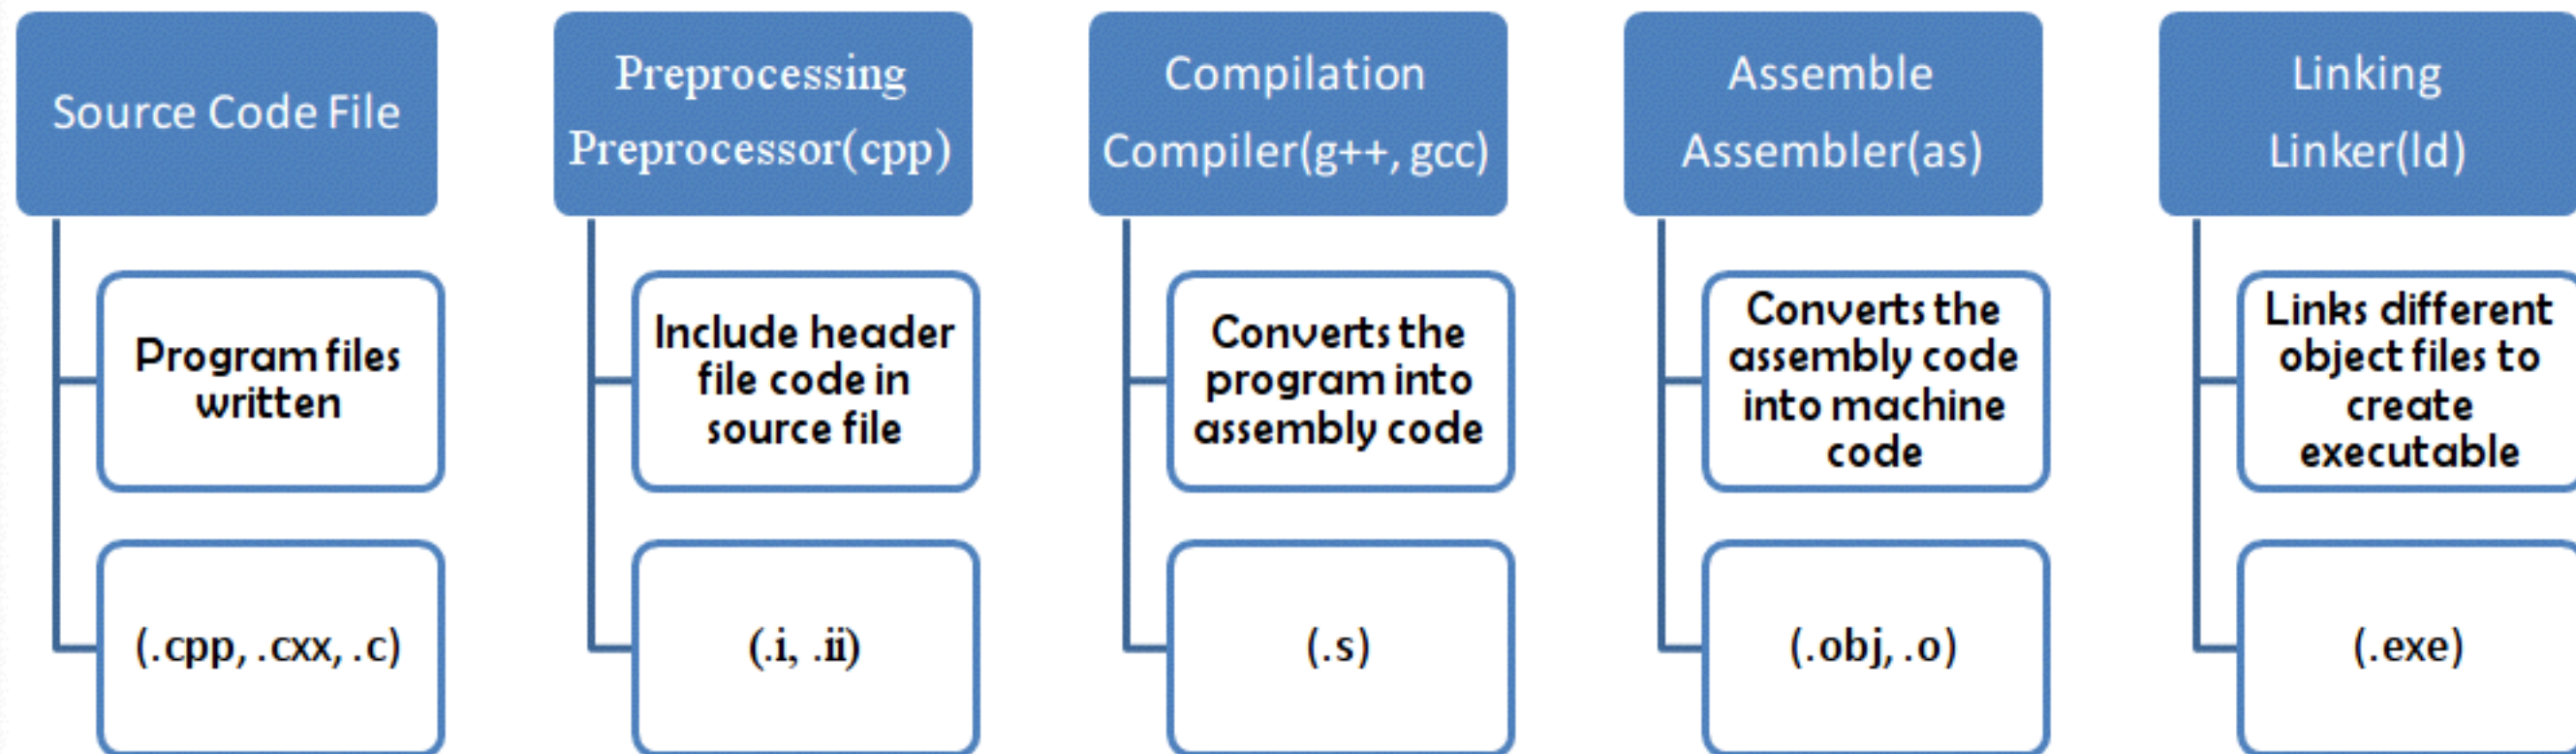 Source Code File
Program files
written
(.cpp, .cxx, .c)
Preprocessing
Preprocessor(cpp)
Include header
file code in
source file
(.i, .ii)
Compilation
Compiler(g++, gcc)
Converts the
program into
assembly code
(.s)
Assemble
Assembler(as)
Converts the
assembly code
into machine
code
(.obj, .o)
Linking
Linker(ld)
Links different
object files to
create
executable
(.exe)